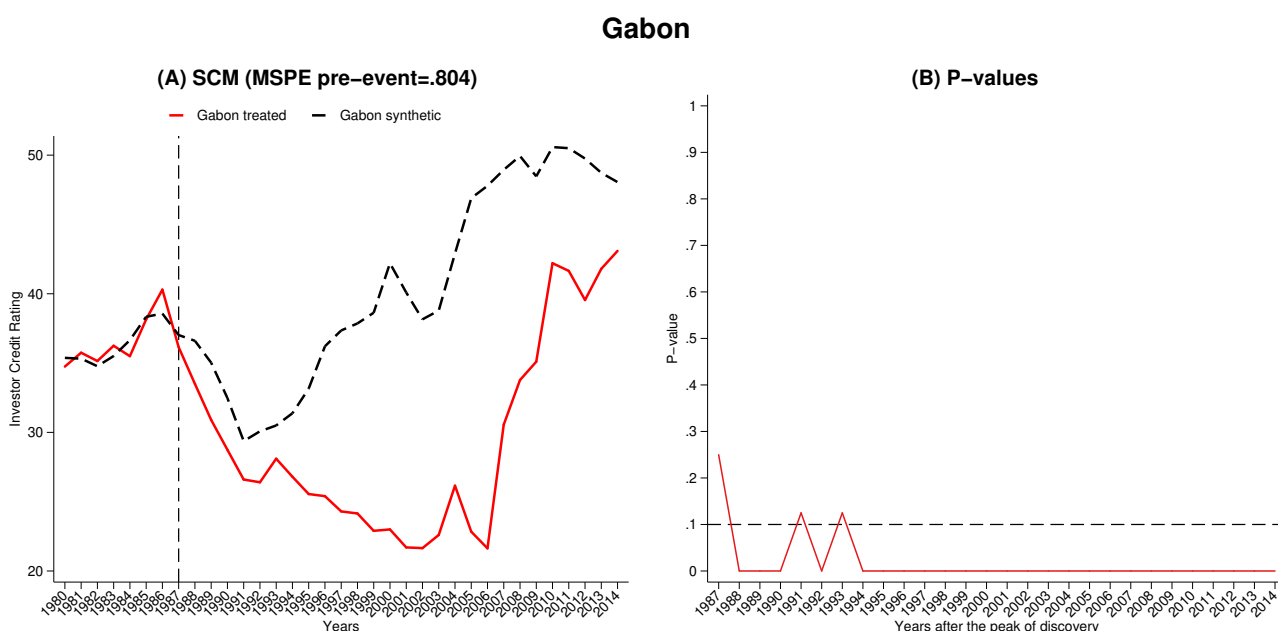 Gabon
(A) SCM (MSPE pre−event=.804)
Gabon treated Gabon synthetic
50
40
30
20
Investor Credit Rating
1980 1981 1982 1983 1984 1985 1986 1987 1988 1989 1990 1991 1992 1993 1994 1995 1996 1997 1998 1999 2000 2001 2002 2003 2004 2005 2006 2007 2008 2009 2010 2011 2012 2013 2014
Years
(B) P−values
1
.9
.8
.7
.6
.5
.4
.3
.2
.1
0
P−value
1987 1988 1989 1990 1991 1992 1993 1994 1995 1996 1997 1998 1999 2000 2001 2002 2003 2004 2005 2006 2007 2008 2009 2010 2011 2012 2013 2014
Years after the peak of discovery